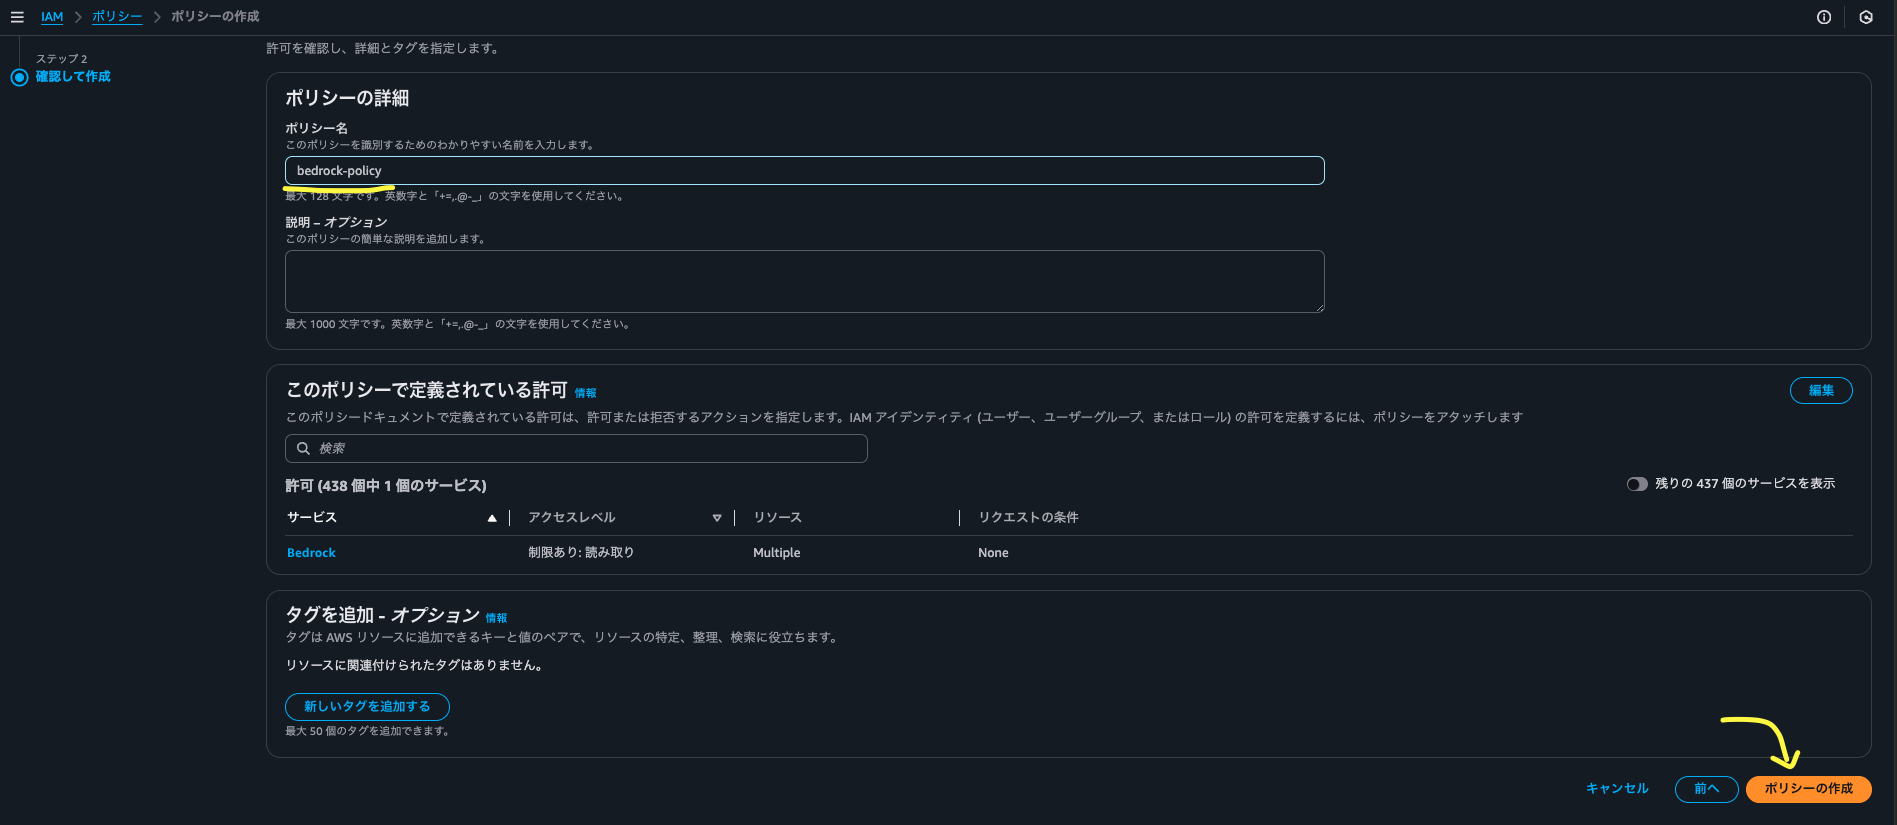 IAM > ポリシー > ポリシーの作成
許可を確認し、詳細とタグを指定します。
ステップ 2
確認して作成
ポリシーの詳細
ポリシー名
このポリシーを識別するためのわかりやすい名前を入力します。
bedrock-policy
最大 128 文字です。英数字と「+=,.@-_」の文字を使用してください。
説明 – オプション
このポリシーの簡単な説明を追加します。
最大 1000 文字です。英数字と「+=,.@-_」の文字を使用してください。
このポリシーで定義されている許可 情報
編集
このポリシードキュメントで定義されている許可は、許可または拒否するアクションを指定します。IAM アイデンティティ (ユーザー、ユーザーグループ、またはロール) の許可を定義するには、ポリシーをアタッチします
検索
許可 (438 個中 1 個のサービス)
残りの 437 個のサービスを表示
サービス アクセスレベル リソース リクエストの条件
Bedrock 制限あり: 読み取り Multiple None
タグを追加 - オプション 情報
タグは AWS リソースに追加できるキーと値のペアで、リソースの特定、整理、検索に役立ちます。
リソースに関連付けられたタグはありません。
新しいタグを追加する
最大 50 個のタグを追加できます。
キャンセル 前へ ポリシーの作成